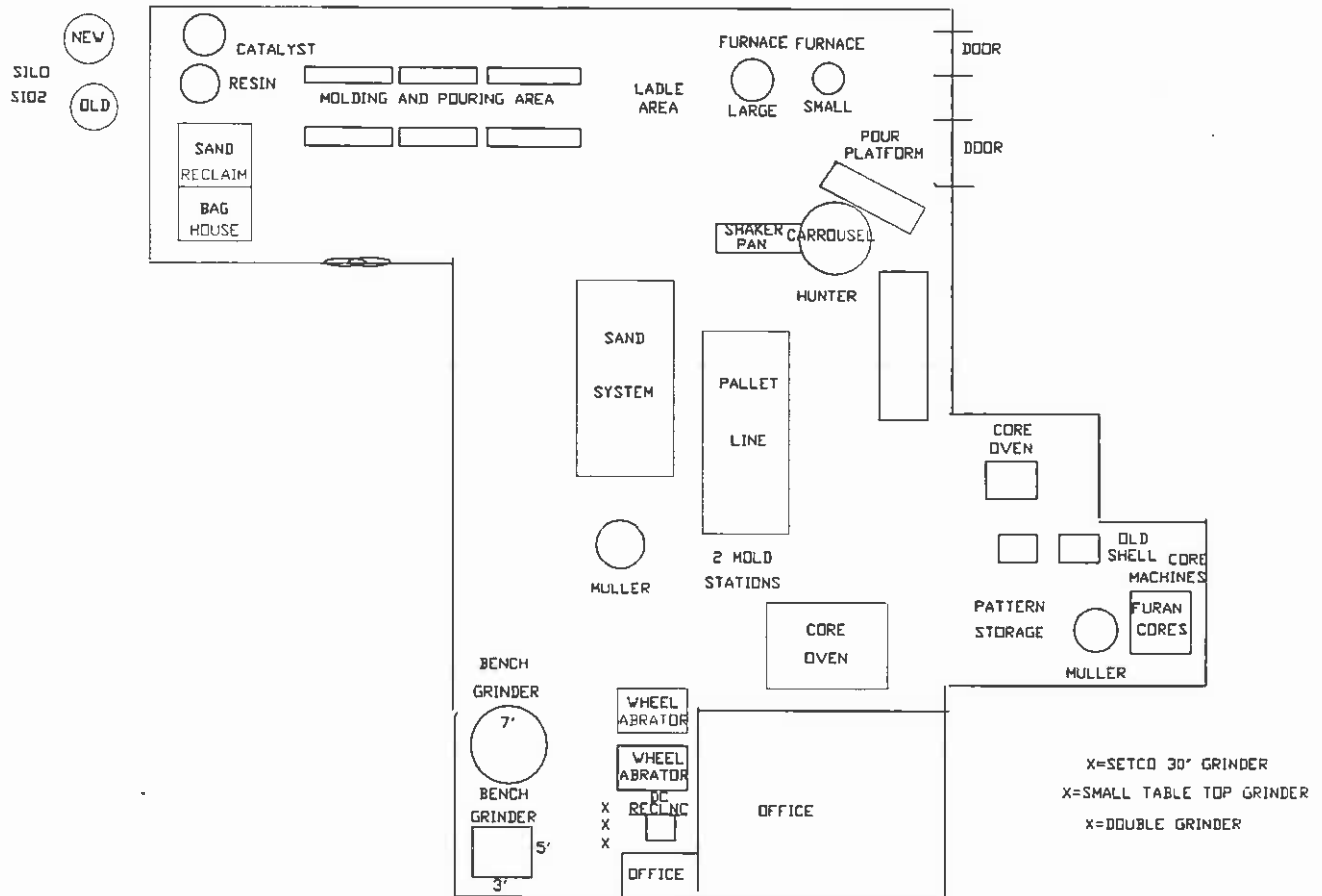 NEW
SILO
SIO2
OLD
CATALYST
RESIN
MOLDING AND POURING AREA
SAND
RECLAIM
BAG
HOUSE
LADLE
AREA
FURNACE FURNACE
LARGE
SMALL
DOOR
DOOR
POUR
PLATFORM
SHAKER
PAN
CARROUSEL
HUNTER
SAND
SYSTEM
PALLET
LINE
MULLER
2 MOLD
STATIONS
CORE
OVEN
OLD
SHELL CORE
MACHINES
PATTERN
STORAGE
FURAN
CORES
MULLER
CORE
OVEN
BENCH
GRINDER
7'
WHEEL
ABRATOR
WHEEL
ABRATOR
BENCH
GRINDER
5'
3'
DC
RECLNC
X
X
X
OFFICE
OFFICE
X=SETCO 30" GRINDER
X=SMALL TABLE TOP GRINDER
X=DOUBLE GRINDER